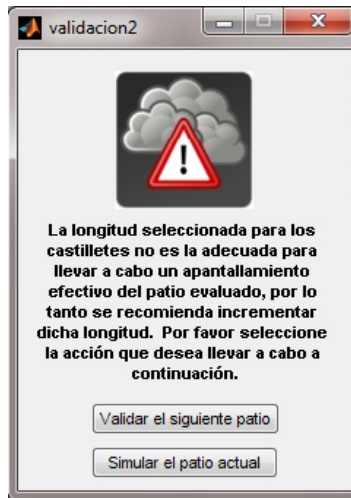 validacion2
La longitud seleccionada para los
castilletes no es la adecuada para
llevar a cabo un apantallamiento
efectivo del patio evaluado, por lo
tanto se recomienda incrementar
dicha longitud. Por favor seleccione
la acción que desea llevar a cabo a
continuación.
Validar el siguiente patio
Simular el patio actual